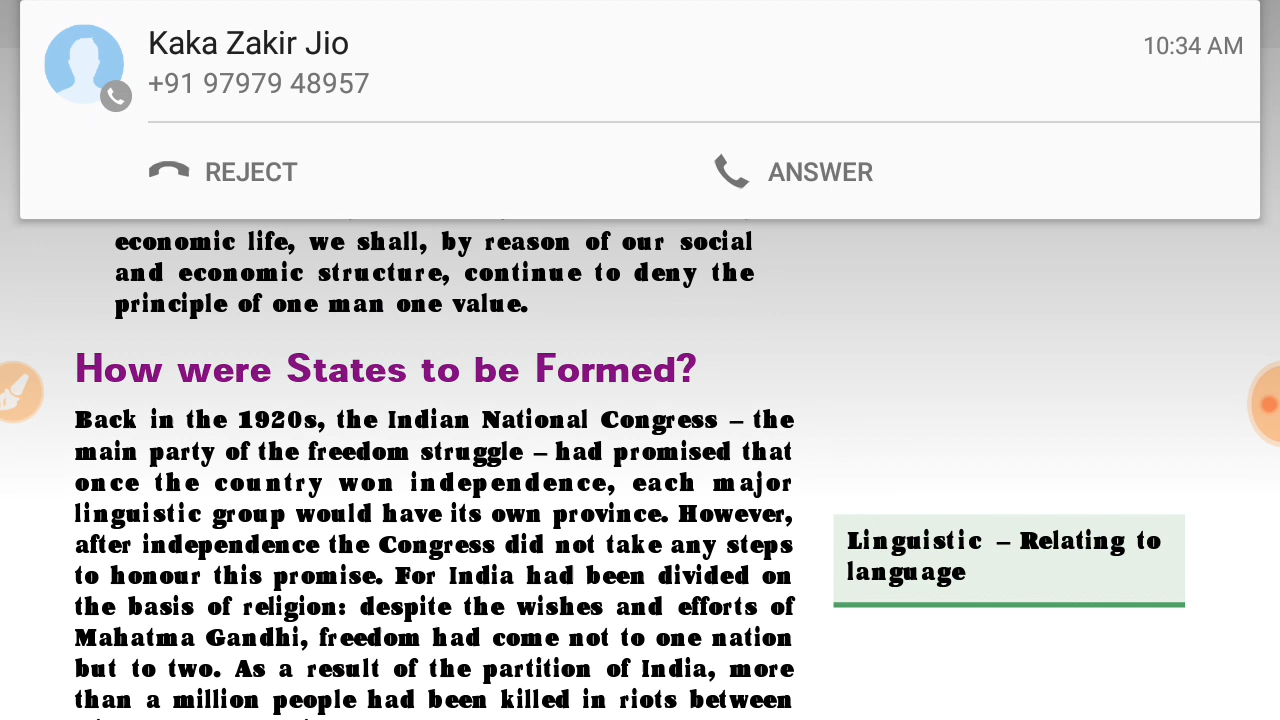 Kaka Zakir Jio
10:34 AM
+91 97979 48957
REJECT
ANSWER
economic life, we shall, by reason of our social
and economic structure, continue to deny the
principle of one man one value.
How were States to be Formed?
Back in the 1920s, the Indian National Congress – the
main party of the freedom struggle – had promised that
once the country won independence, each major
linguistic group would have its own province. However,
after independence the Congress did not take any steps
to honour this promise. For India had been divided on
the basis of religion: despite the wishes and efforts of
Mahatma Gandhi, freedom had come not to one nation
but to two. As a result of the partition of India, more
than a million people had been killed in riots between
Linguistic – Relating to
language